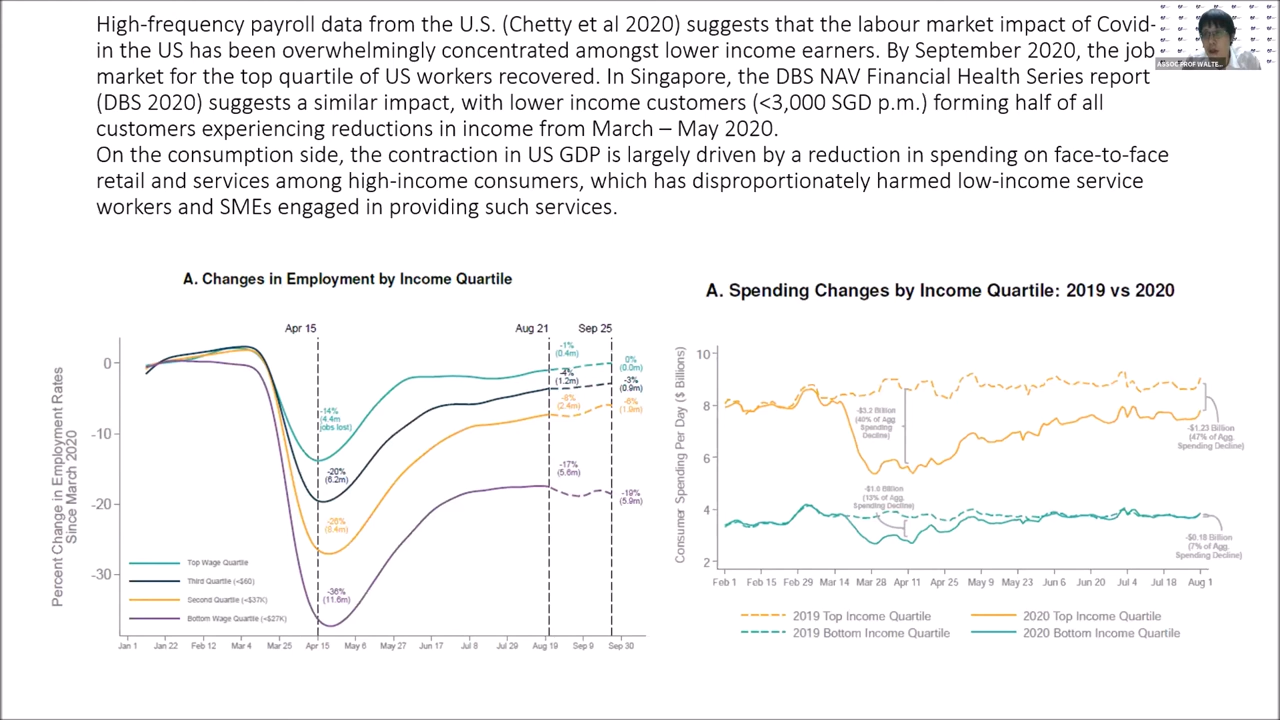 High-frequency payroll data from the U.S. (Chetty et al 2020) suggests that the labour market impact of Covid-
in the US has been overwhelmingly concentrated amongst lower income earners. By September 2020, the job
market for the top quartile of US workers recovered. In Singapore, the DBS NAV Financial Health Series report
(DBS 2020) suggests a similar impact, with lower income customers (<3,000 SGD p.m.) forming half of all
customers experiencing reductions in income from March – May 2020.
On the consumption side, the contraction in US GDP is largely driven by a reduction in spending on face-to-face
retail and services among high-income consumers, which has disproportionately harmed low-income service
workers and SMEs engaged in providing such services.
ASSOC PROF WALTE...
A. Changes in Employment by Income Quartile
Apr 15
Aug 21
Sep 25
Percent Change in Employment Rates
Since March 2020
0
-10
-20
-30
-14%
(4.4m
jobs lost)
-20%
(6.2m)
-36%
(11.6m)
-1%
(0.4m)
-4%
(1.2m)
(2.4m)
-17%
(5.6m)
0%
(0.0m)
-3%
(0.9m)
(1.9m)
-19%
(5.9m)
Top Wage Quartile
Third Quartile (<$60)
Second Quartile (<$37K)
Bottom Wage Quartile (<$27K)
Jan 1
Jan 22
Feb 12
Mar 4
Mar 25
Apr 15
May 6
May 27
Jun 17
Jul 8
Jul 29
Aug 19
Sep 9
Sep 30
A. Spending Changes by Income Quartile: 2019 vs 2020
Consumer Spending Per Day ($ Billions)
10
8
6
4
2
-$3.2 Billion
(40% of Agg.
Spending
Decline)
-$1.23 Billion
(47% of Agg.
Spending Decline)
(13% of Agg.
Spending Decline)
-$0.18 Billion
(7% of Agg.
Spending Decline)
Feb 1
Feb 15
Feb 29
Mar 14
Mar 28
Apr 11
Apr 25
May 9
May 23
Jun 6
Jun 20
Jul 4
Jul 18
Aug 1
2019 Top Income Quartile
2020 Top Income Quartile
2019 Bottom Income Quartile
2020 Bottom Income Quartile